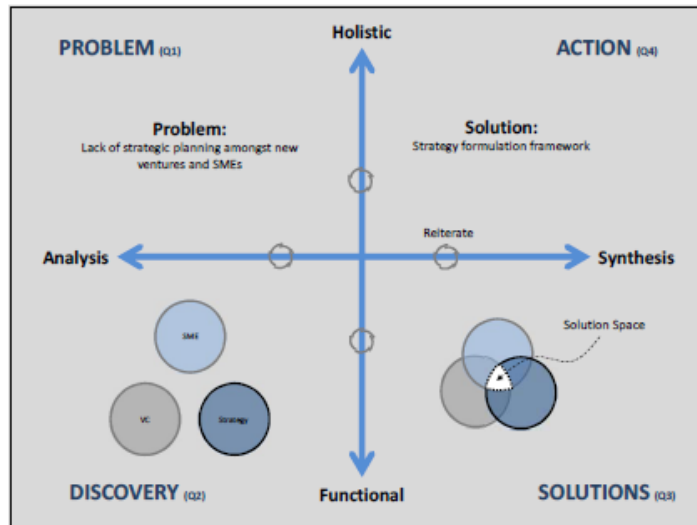 Holistic
PROBLEM (Q1)
ACTION (Q4)
Problem:
Lack of strategic planning amongst new
ventures and SMEs
Solution:
Strategy formulation framework
Reiterate
Analysis
Synthesis
SME
VC
Strategy
Solution Space
DISCOVERY (Q2)
Functional
SOLUTIONS (Q3)